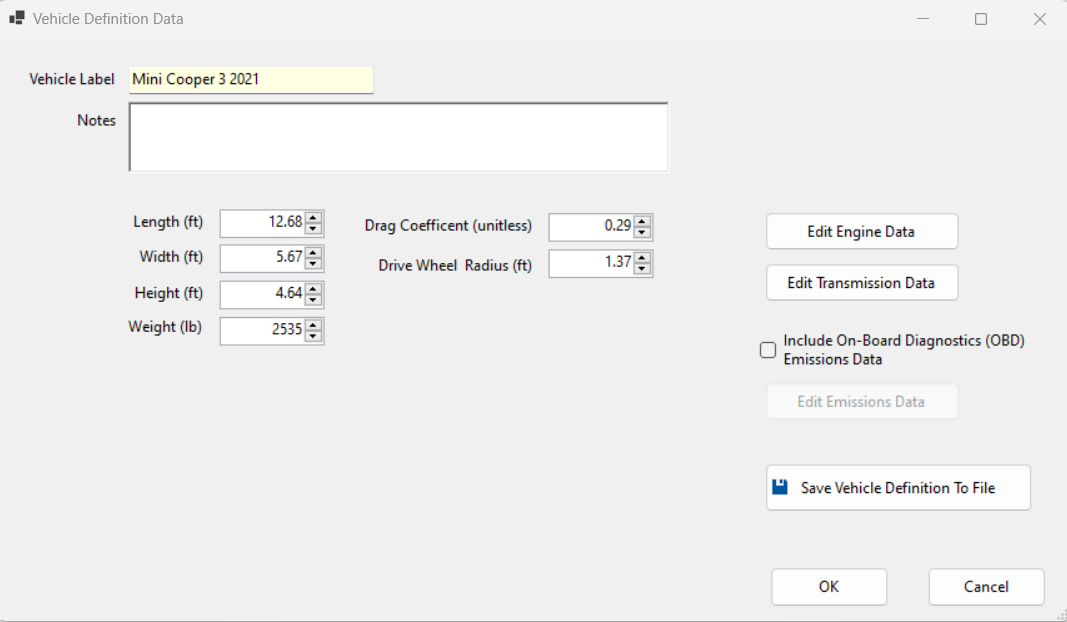 Vehicle Definition Data
Vehicle Label Mini Cooper 3 2021
Notes
Length (ft) 12.68
Width (ft) 5.67
Height (ft) 4.64
Weight (lb) 2535
Drag Coefficent (unitless) 0.29
Drive Wheel Radius (ft) 1.37
Edit Engine Data
Edit Transmission Data
Include On-Board Diagnostics (OBD)
Emissions Data
Edit Emissions Data
Save Vehicle Definition To File
OK Cancel